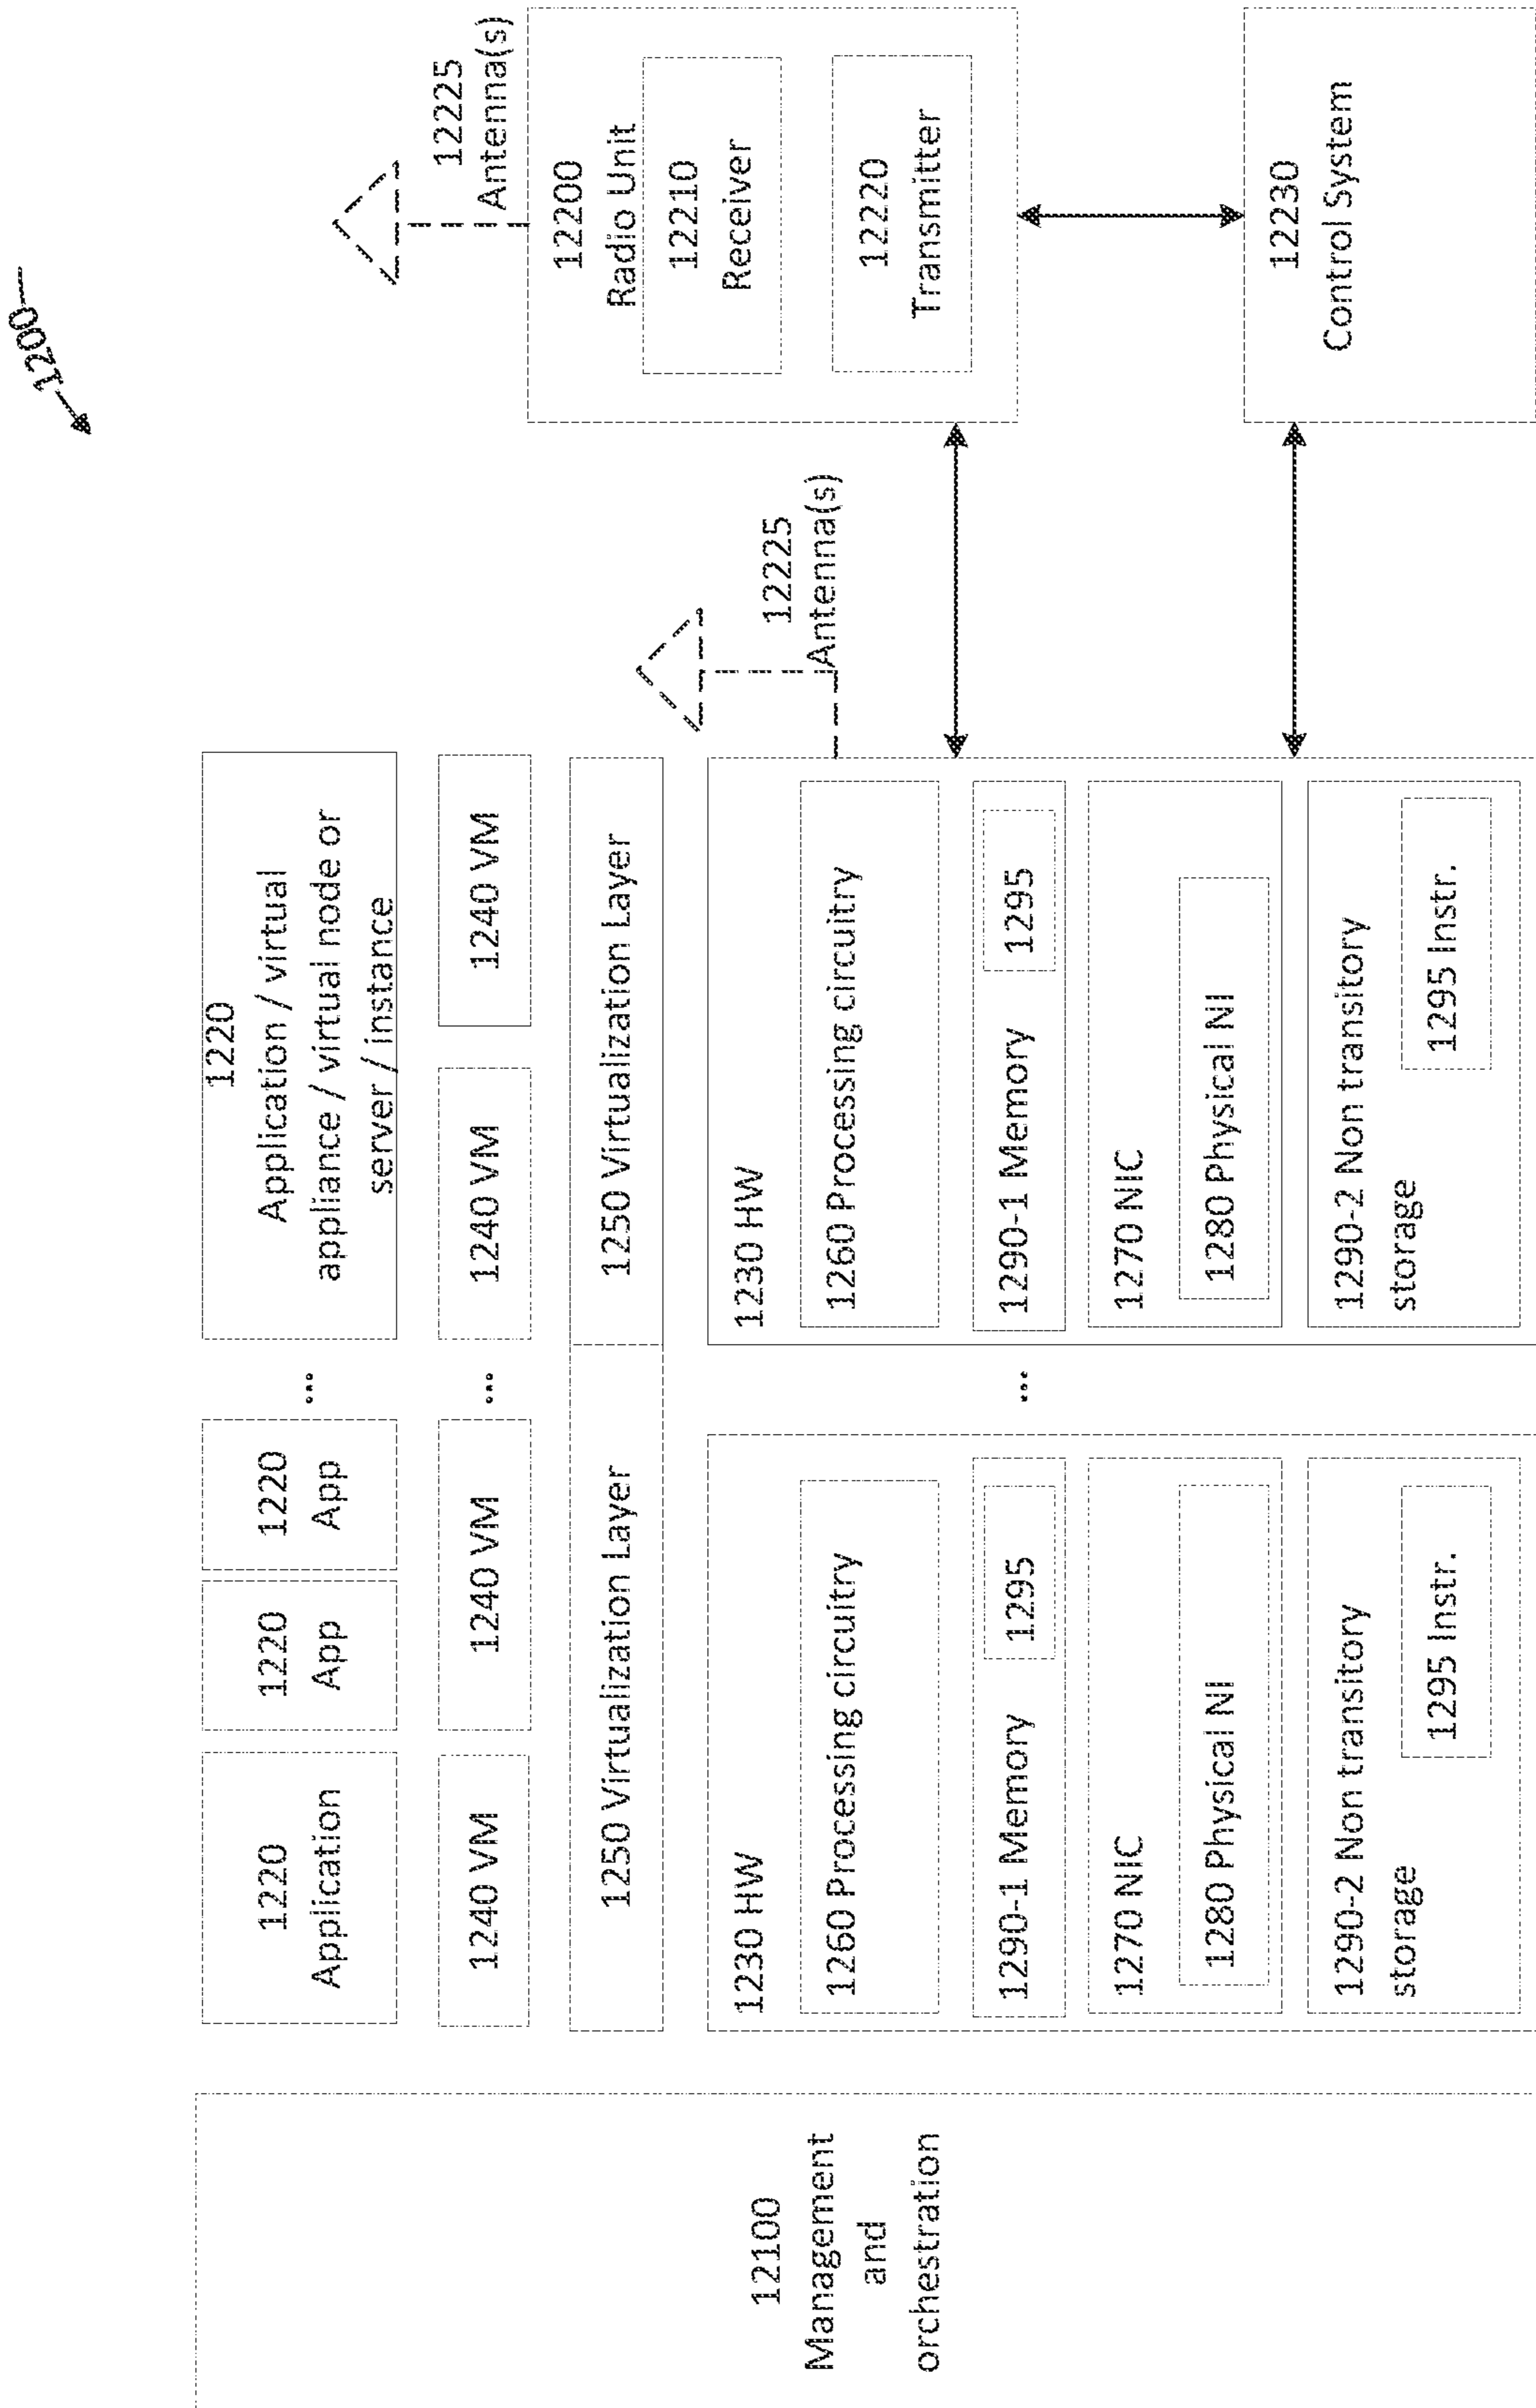 1200
12100
Management
and
orchestration
1220
Application
1220
App
1220
App
...
1220
Application / virtual
appliance / virtual node or
server / instance
1240 VM
1240 VM
...
1240 VM
1240 VM
1250 Virtualization Layer
1250 Virtualization Layer
1230 HW
1260 Processing circuitry
1290-1 Memory
1295
1270 NIC
1280 Physical NI
1290-2 Non transitory
storage
1295 Instr.
...
1230 HW
1260 Processing circuitry
1290-1 Memory
1295
1270 NIC
1280 Physical NI
1290-2 Non transitory
storage
1295 Instr.
12225
Antenna(s)
12225
Antenna(s)
12200
Radio Unit
12210
Receiver
12220
Transmitter
12230
Control System